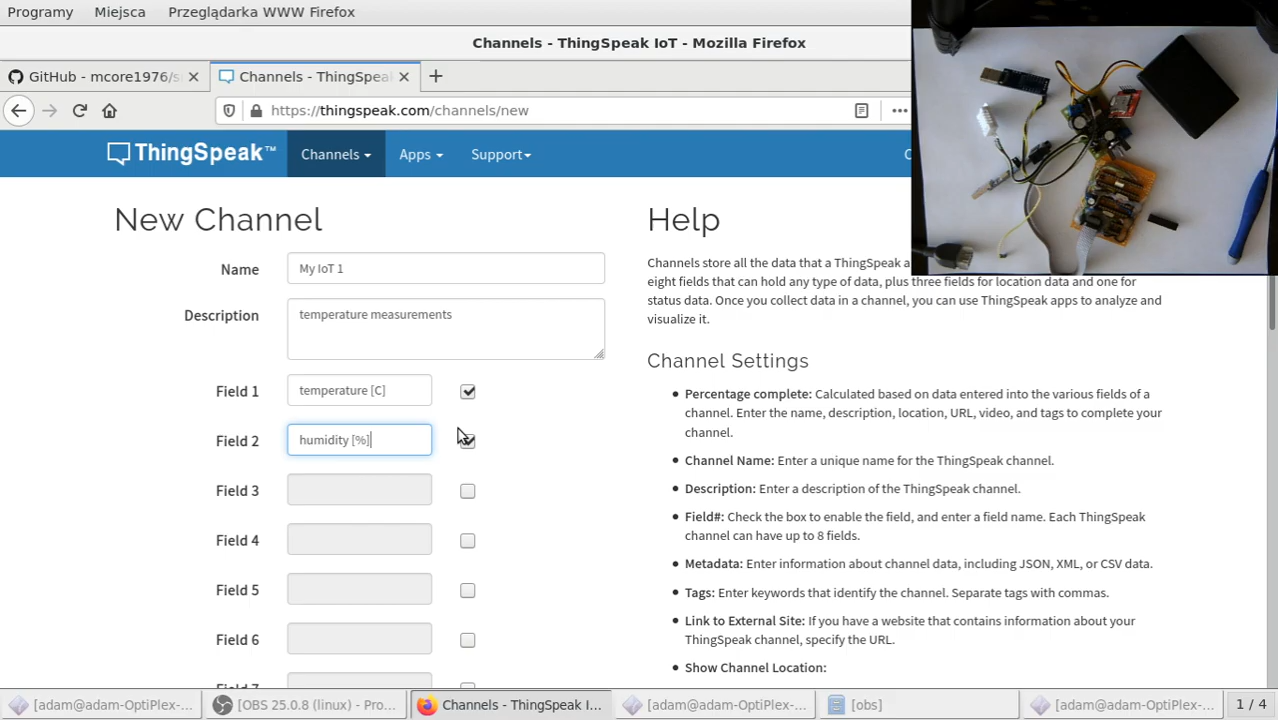 Programy Miejsca Przeglądarka WWW Firefox
Channels - ThingSpeak IoT - Mozilla Firefox
GitHub - mcore1976/s
Channels - ThingSpeak
https://thingspeak.com/channels/new
ThingSpeak™ Channels Apps Support
New Channel
Name My IoT 1
Description temperature measurements
Field 1 temperature [C]
Field 2 humidity [%]
Field 3
Field 4
Field 5
Field 6
Field 7
Help
Channels store all the data that a ThingSpeak a
eight fields that can hold any type of data, plus three fields for location data and one for
status data. Once you collect data in a channel, you can use ThingSpeak apps to analyze and
visualize it.
Channel Settings
• Percentage complete: Calculated based on data entered into the various fields of a
channel. Enter the name, description, location, URL, video, and tags to complete your
channel.
• Channel Name: Enter a unique name for the ThingSpeak channel.
• Description: Enter a description of the ThingSpeak channel.
• Field#: Check the box to enable the field, and enter a field name. Each ThingSpeak
channel can have up to 8 fields.
• Metadata: Enter information about channel data, including JSON, XML, or CSV data.
• Tags: Enter keywords that identify the channel. Separate tags with commas.
• Link to External Site: If you have a website that contains information about your
ThingSpeak channel, specify the URL.
• Show Channel Location:
[adam@adam-OptiPlex-... [OBS 25.0.8 (linux) - Pro... Channels - ThingSpeak I... [adam@adam-OptiPlex-... [obs] [adam@adam-OptiPlex-... 1 / 4